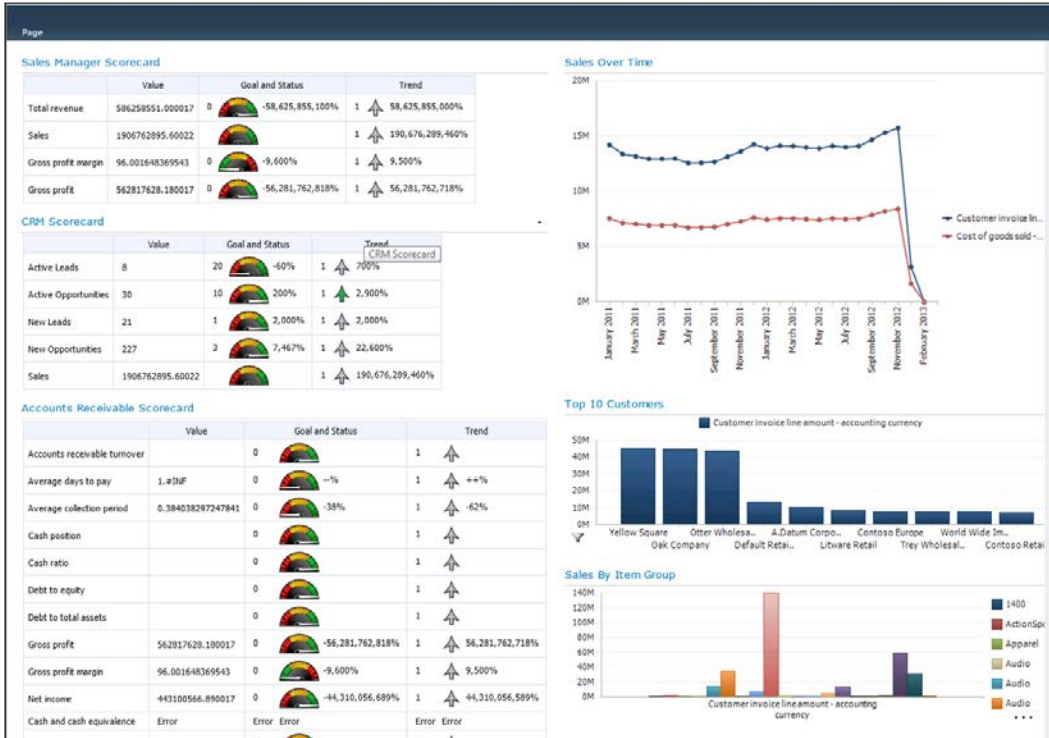 Page
Sales Manager Scorecard
Value Goal and Status Trend
Total revenue 586258551.000017 0 -58,625,855,100% 1 58,625,855,000%
Sales 1906762895.60022 1 190,676,289,460%
Gross profit margin 96.001648369543 0 -9,600% 1 9,500%
Gross profit 562817628.180017 0 -56,281,762,818% 1 56,281,762,718%
CRM Scorecard
Value Goal and Status Trend
CRM Scorecard
Active Leads 8 20 -60% 1 700%
Active Opportunities 30 10 200% 1 2,900%
New Leads 21 1 2,000% 1 2,000%
New Opportunities 227 3 7,467% 1 22,600%
Sales 1906762895.60022 1 190,676,289,460%
Accounts Receivable Scorecard
Value Goal and Status Trend
Accounts receivable turnover 0 1
Average days to pay 1.#INF 0 --% 1 ++%
Average collection period 0.384038297247841 0 -38% 1 -62%
Cash position 0 1
Cash ratio 0 1
Debt to equity 0 1
Debt to total assets 0 1
Gross profit 562817628.180017 0 -56,281,762,818% 1 56,281,762,718%
Gross profit margin 96.001648369543 0 -9,600% 1 9,500%
Net income 443100566.890017 0 -44,310,056,689% 1 44,310,056,589%
Cash and cash equivalence Error Error Error Error Error
Sales Over Time
20M
15M
10M
5M
0M
January 2011
March 2011
May 2011
July 2011
September 2011
November 2011
January 2012
March 2012
May 2012
July 2012
September 2012
November 2012
February 2013
Customer invoice lin...
Cost of goods sold -...
Top 10 Customers
Customer invoice line amount - accounting currency
50M
40M
30M
20M
10M
0M
Yellow Square Otter Wholesa.. A.Datum Corpo.. Contoso Europe World Wide Im..
Oak Company Default Retai.. Litware Retail Trey Wholesal.. Contoso Retai
Sales By Item Group
140M
120M
100M
80M
60M
40M
20M
0M
Customer invoice line amount - accounting
currency
1400
ActionSpo
Apparel
Audio
Audio
Audio
...